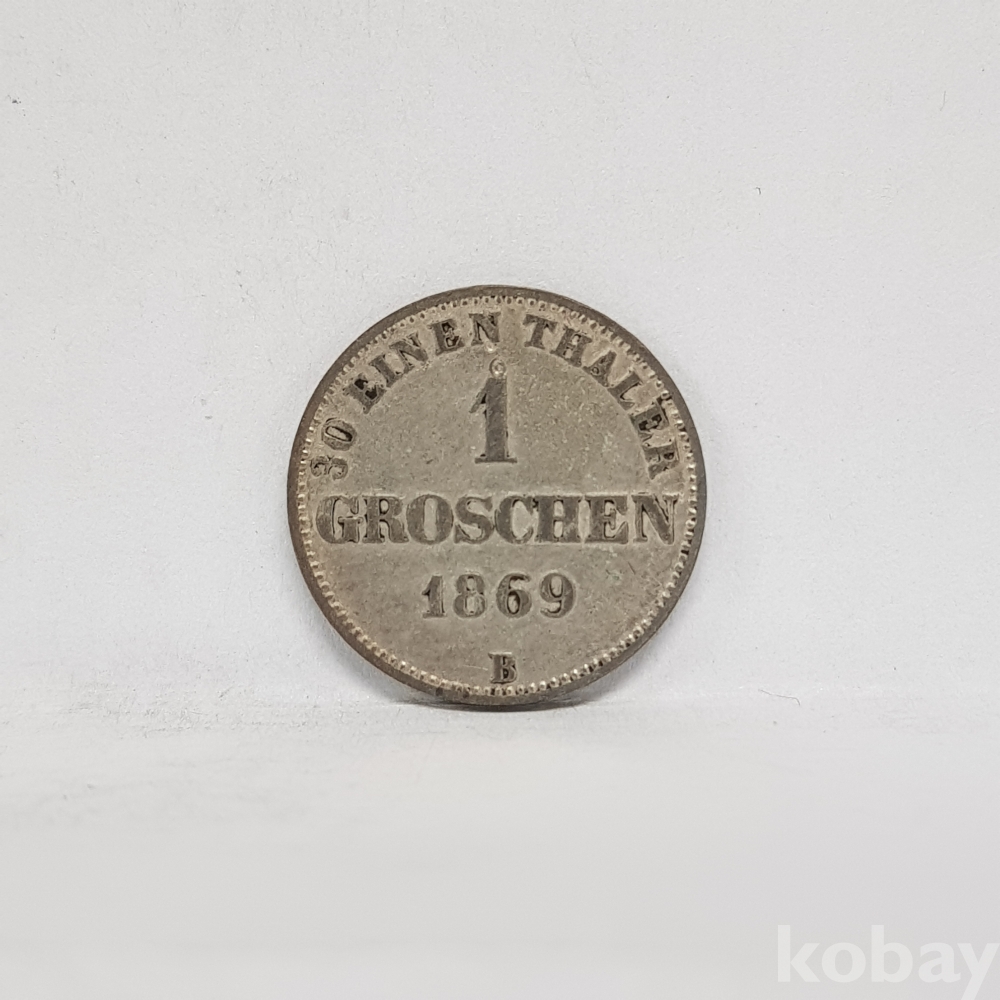 30 EINEN THALER
1
GROSCHEN
1869
B
kobay